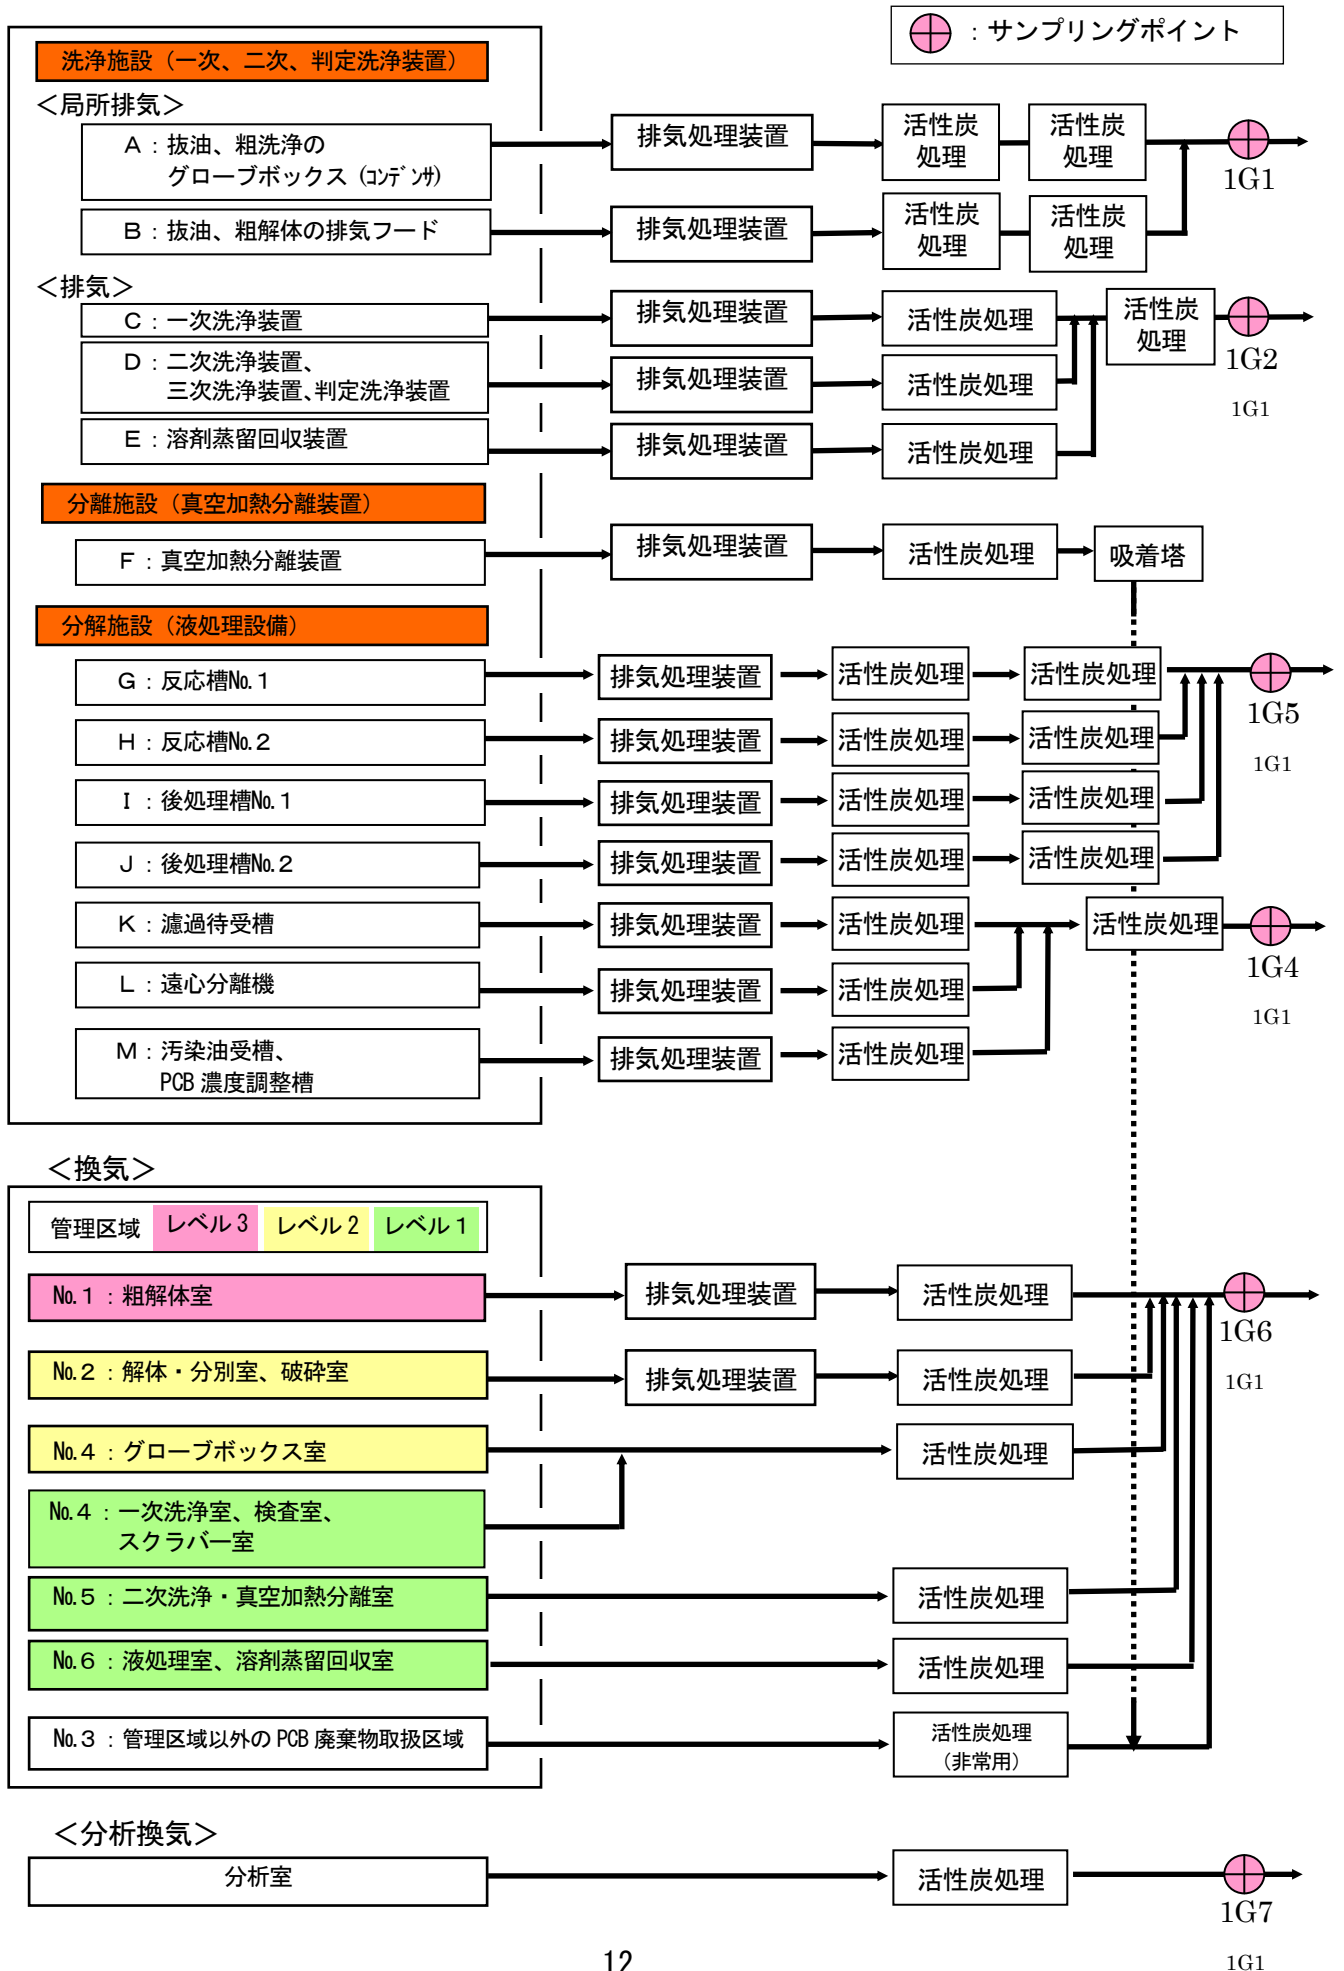 ：サンプリングポイント
洗浄施設（一次、二次、判定洗浄装置）
＜局所排気＞
A：抜油、粗洗浄の
グローブボックス（ｺﾝﾃﾞﾝｻ）
排気処理装置
活性炭
処理
活性炭
処理
1G1
B：抜油、粗解体の排気フード
排気処理装置
活性炭
処理
活性炭
処理
＜排気＞
C：一次洗浄装置
排気処理装置
活性炭処理
活性炭
処理
1G2
1G1
D：二次洗浄装置、
三次洗浄装置、判定洗浄装置
排気処理装置
活性炭処理
E：溶剤蒸留回収装置
排気処理装置
活性炭処理
分離施設（真空加熱分離装置）
F：真空加熱分離装置
排気処理装置
活性炭処理
吸着塔
分解施設（液処理設備）
G：反応槽№1
排気処理装置
活性炭処理
活性炭処理
1G5
1G1
H：反応槽№2
排気処理装置
活性炭処理
活性炭処理
I：後処理槽№1
排気処理装置
活性炭処理
活性炭処理
J：後処理槽№2
排気処理装置
活性炭処理
活性炭処理
K：濾過待受槽
排気処理装置
活性炭処理
活性炭処理
1G4
1G1
L：遠心分離機
排気処理装置
活性炭処理
M：汚染油受槽、
PCB濃度調整槽
排気処理装置
活性炭処理
＜換気＞
管理区域 レベル3 レベル2 レベル1
№1：粗解体室
排気処理装置
活性炭処理
1G6
1G1
№2：解体・分別室、破砕室
排気処理装置
活性炭処理
№4：グローブボックス室
活性炭処理
№4：一次洗浄室、検査室、
スクラバー室
№5：二次洗浄・真空加熱分離室
活性炭処理
№6：液処理室、溶剤蒸留回収室
活性炭処理
№3：管理区域以外のPCB廃棄物取扱区域
活性炭処理
（非常用）
＜分析換気＞
分析室
活性炭処理
1G7
1G1
12